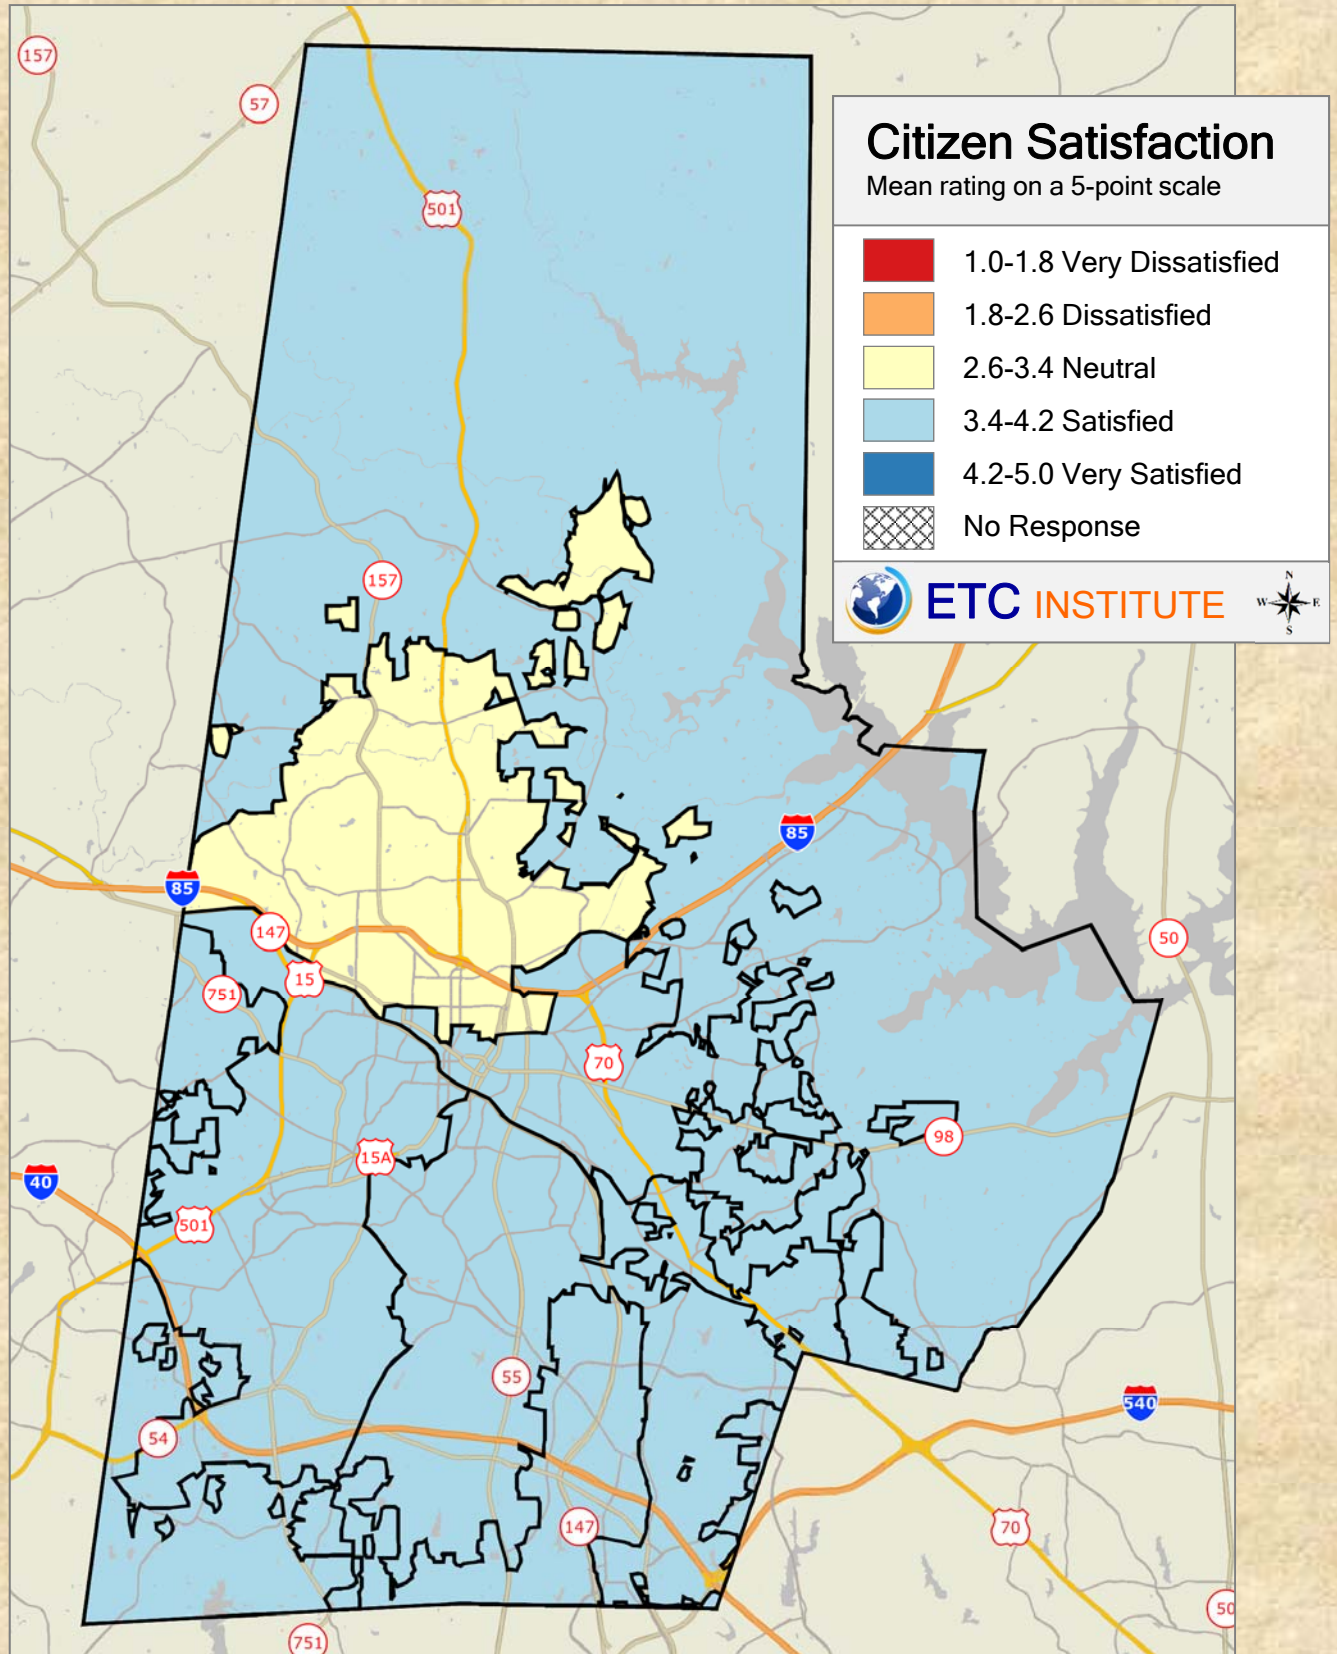 157
57
501
Citizen Satisfaction
Mean rating on a 5-point scale
1.0-1.8 Very Dissatisfied
1.8-2.6 Dissatisfied
2.6-3.4 Neutral
3.4-4.2 Satisfied
4.2-5.0 Very Satisfied
No Response
ETC INSTITUTE
N
W E
S
157
85
85
147
50
15
751
70
98
15A
40
501
55
540
54
147
70
50
751